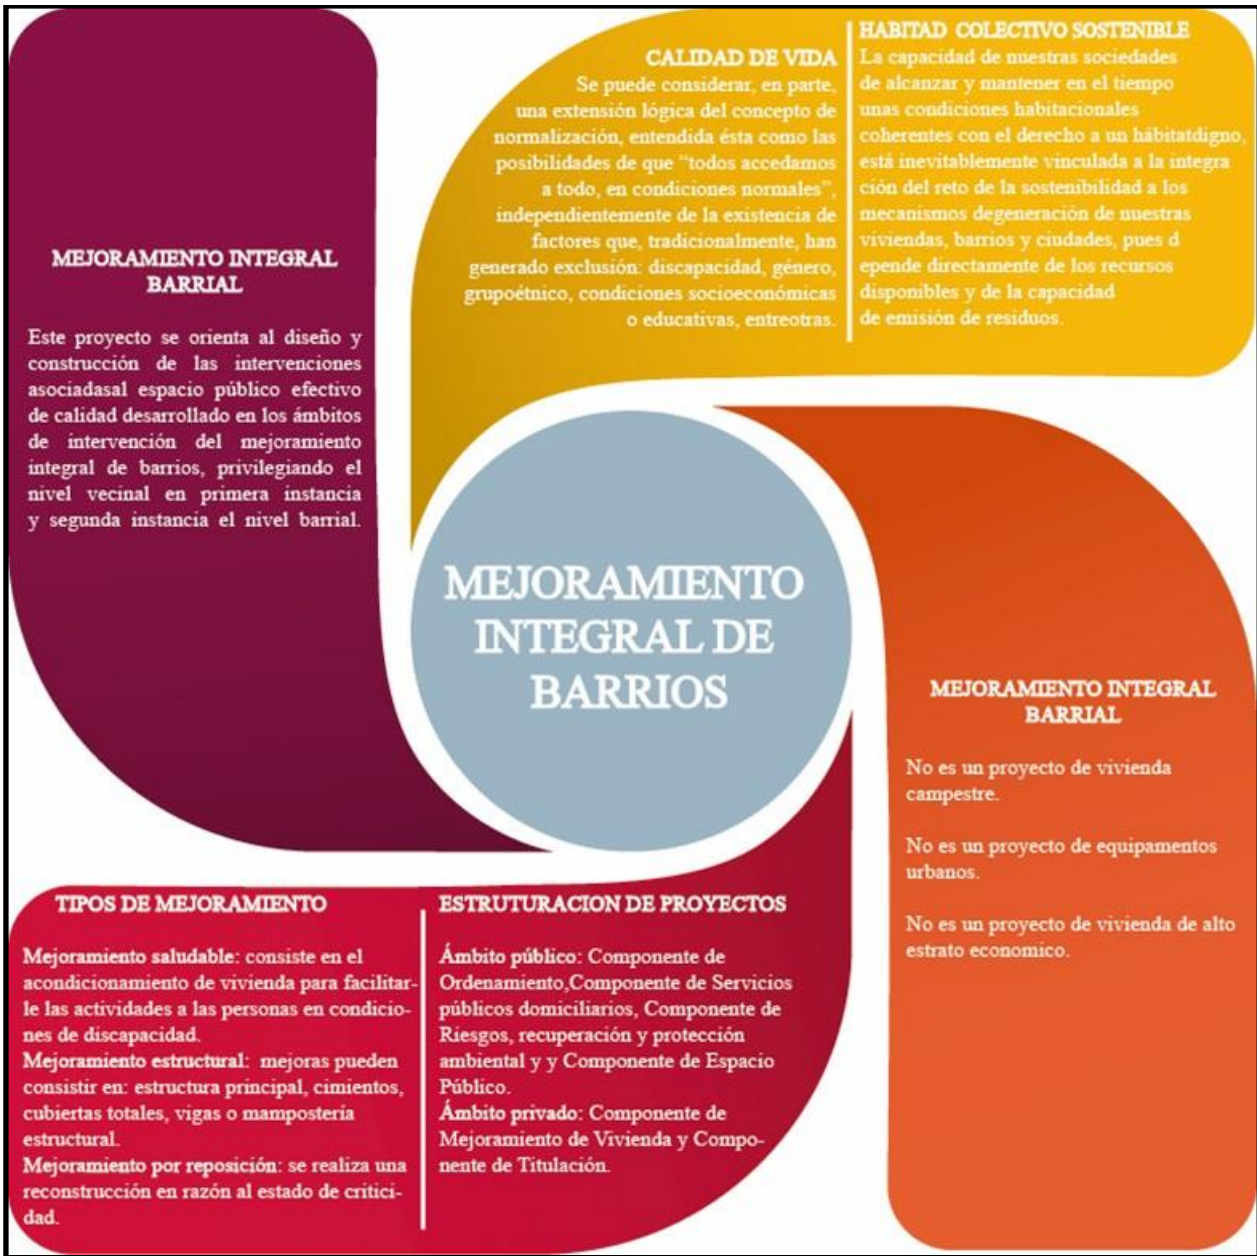 MEJORAMIENTO INTEGRAL
BARRIAL
Este proyecto se orienta al diseño y
construcción de las intervenciones
asociadasal espacio público efectivo
de calidad desarrollado en los ámbitos
de intervención del mejoramiento
integral de barrios, privilegiando el
nivel vecinal en primera instancia
y segunda instancia el nivel barrial.
CALIDAD DE VIDA
Se puede considerar, en parte,
una extensión lógica del concepto de
normalización, entendida ésta como las
posibilidades de que “todos accedamos
a todo, en condiciones normales”,
independientemente de la existencia de
factores que, tradicionalmente, han
generado exclusión: discapacidad, género,
grupoétnico, condiciones socioeconómicas
o educativas, entreotras.
HABITAD COLECTIVO SOSTENIBLE
La capacidad de nuestras sociedades
de alcanzar y mantener en el tiempo
unas condiciones habitacionales
coherentes con el derecho a un hábitatdigno,
está inevitablemente vinculada a la integra
ción del reto de la sostenibilidad a los
mecanismos degeneración de nuestras
viviendas, barrios y ciudades, pues d
epende directamente de los recursos
disponibles y de la capacidad
de emisión de residuos.
MEJORAMIENTO
INTEGRAL DE
BARRIOS
MEJORAMIENTO INTEGRAL
BARRIAL
No es un proyecto de vivienda
campestre.
No es un proyecto de equipamentos
urbanos.
No es un proyecto de vivienda de alto
estrato economico.
TIPOS DE MEJORAMIENTO
Mejoramiento saludable: consiste en el
acondicionamiento de vivienda para facilitar-
le las actividades a las personas en condicio-
nes de discapacidad.
Mejoramiento estructural: mejoras pueden
consistir en: estructura principal, cimientos,
cubiertas totales, vigas o mampostería
estructural.
Mejoramiento por reposición: se realiza una
reconstrucción en razón al estado de critici-
dad.
ESTRUTURACION DE PROYECTOS
Ámbito público: Componente de
Ordenamiento,Componente de Servicios
públicos domiciliarios, Componente de
Riesgos, recuperación y protección
ambiental y y Componente de Espacio
Público.
Ámbito privado: Componente de
Mejoramiento de Vivienda y Compo-
nente de Titulación.